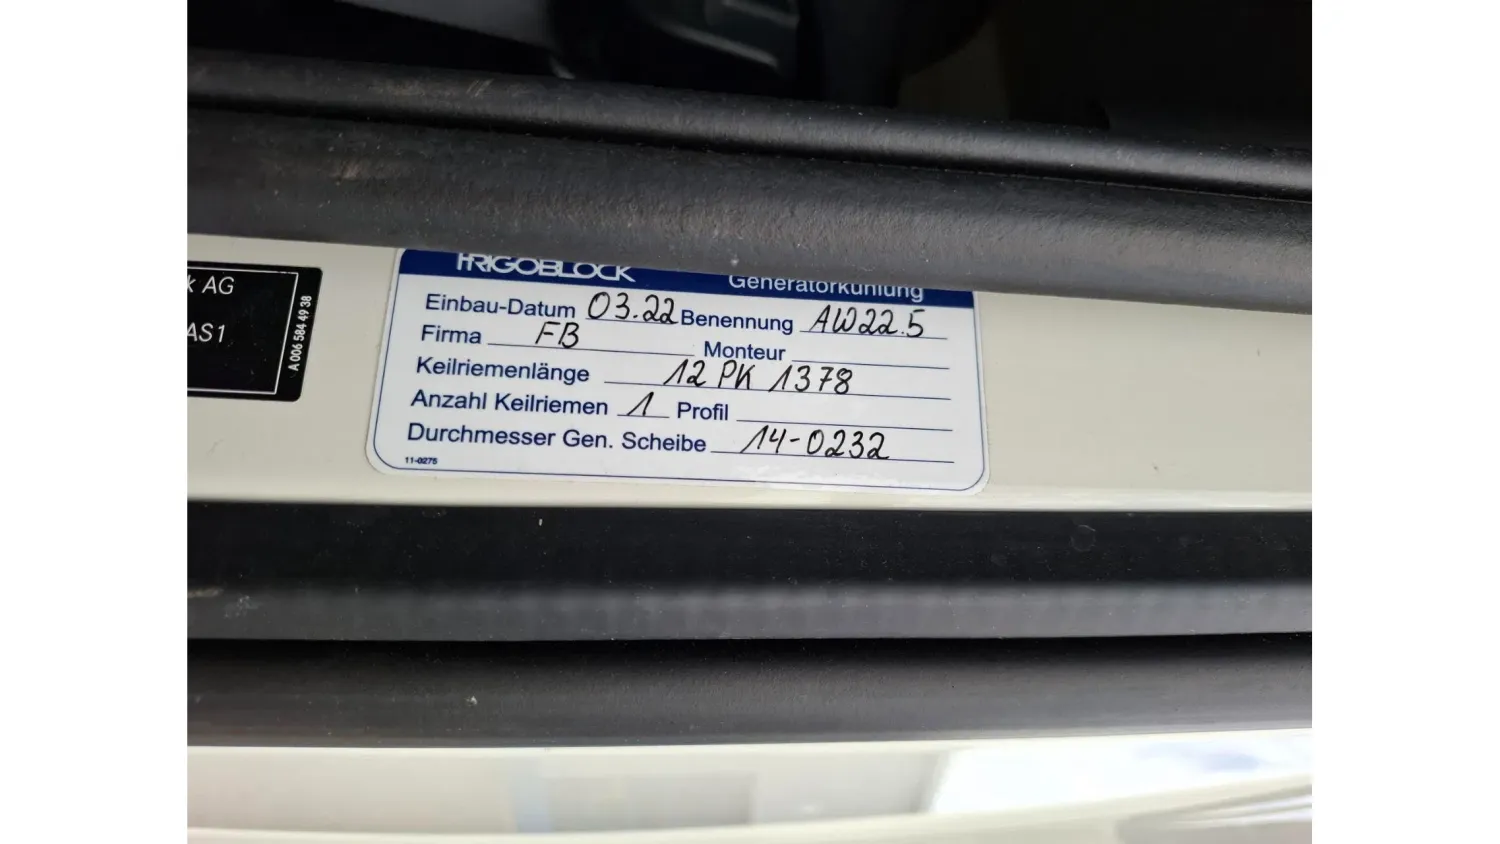 k AG
AS1
A 006 584 49 38
FRIGOBLOCK Generatorkühlung
Einbau-Datum 03.22 Benennung AW22.5
Firma FB Monteur
Keilriemenlänge 12 PK 1378
Anzahl Keilriemen 1 Profil
Durchmesser Gen. Scheibe 14-0232
11-0275